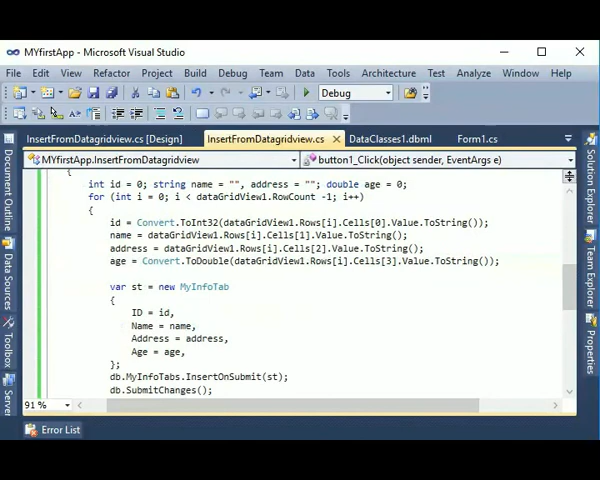 MYfirstApp - Microsoft Visual Studio
File Edit View Refactor Project Build Debug Team Data Tools Architecture Test Analyze Window Help
Debug
InsertFromDatagridview.cs [Design] InsertFromDatagridview.cs DataClasses1.dbml Form1.cs
MYfirstApp.InsertFromDatagridview button1_Click(object sender, EventArgs e)
{
int id = 0; string name = "", address = ""; double age = 0;
for (int i = 0; i < dataGridView1.RowCount -1; i++)
{
id = Convert.ToInt32(dataGridView1.Rows[i].Cells[0].Value.ToString());
name = dataGridView1.Rows[i].Cells[1].Value.ToString();
address = dataGridView1.Rows[i].Cells[2].Value.ToString();
age = Convert.ToDouble(dataGridView1.Rows[i].Cells[3].Value.ToString());
var st = new MyInfoTab
{
ID = id,
Name = name,
Address = address,
Age = age,
};
db.MyInfoTabs.InsertOnSubmit(st);
db.SubmitChanges();
91 %
Error List
Document Outline
Data Sources
Toolbox
Server
Solution Explorer
Team Explorer
Properties